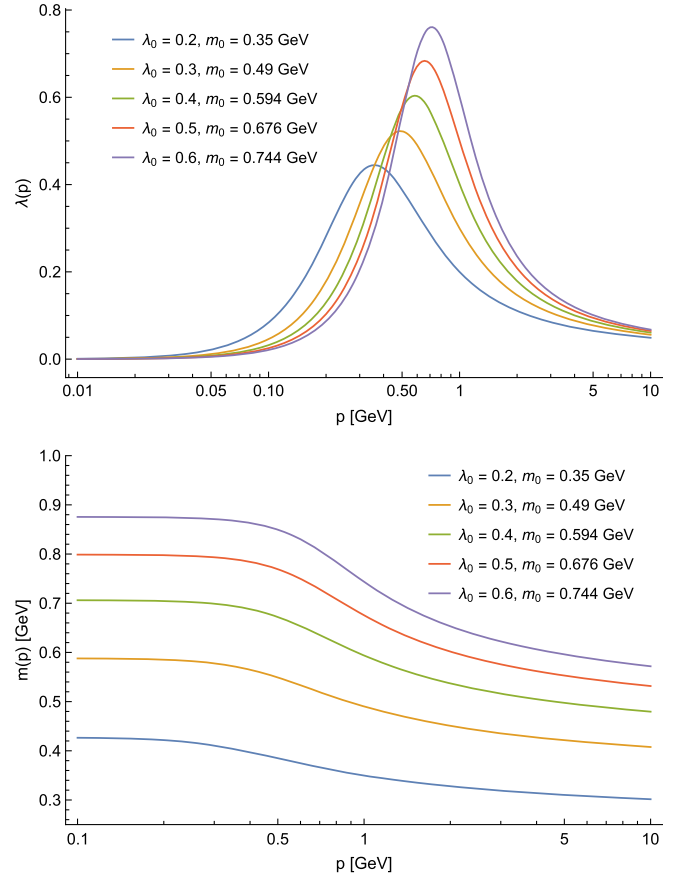 0.8
0.6
0.4
0.2
0.0
λ(p)
λ₀ = 0.2, m₀ = 0.35 GeV
λ₀ = 0.3, m₀ = 0.49 GeV
λ₀ = 0.4, m₀ = 0.594 GeV
λ₀ = 0.5, m₀ = 0.676 GeV
λ₀ = 0.6, m₀ = 0.744 GeV
0.01 0.05 0.10 0.50 1 5 10
p [GeV]
1.0
0.9
0.8
0.7
0.6
0.5
0.4
0.3
m(p) [GeV]
λ₀ = 0.2, m₀ = 0.35 GeV
λ₀ = 0.3, m₀ = 0.49 GeV
λ₀ = 0.4, m₀ = 0.594 GeV
λ₀ = 0.5, m₀ = 0.676 GeV
λ₀ = 0.6, m₀ = 0.744 GeV
0.1 0.5 1 5 10
p [GeV]